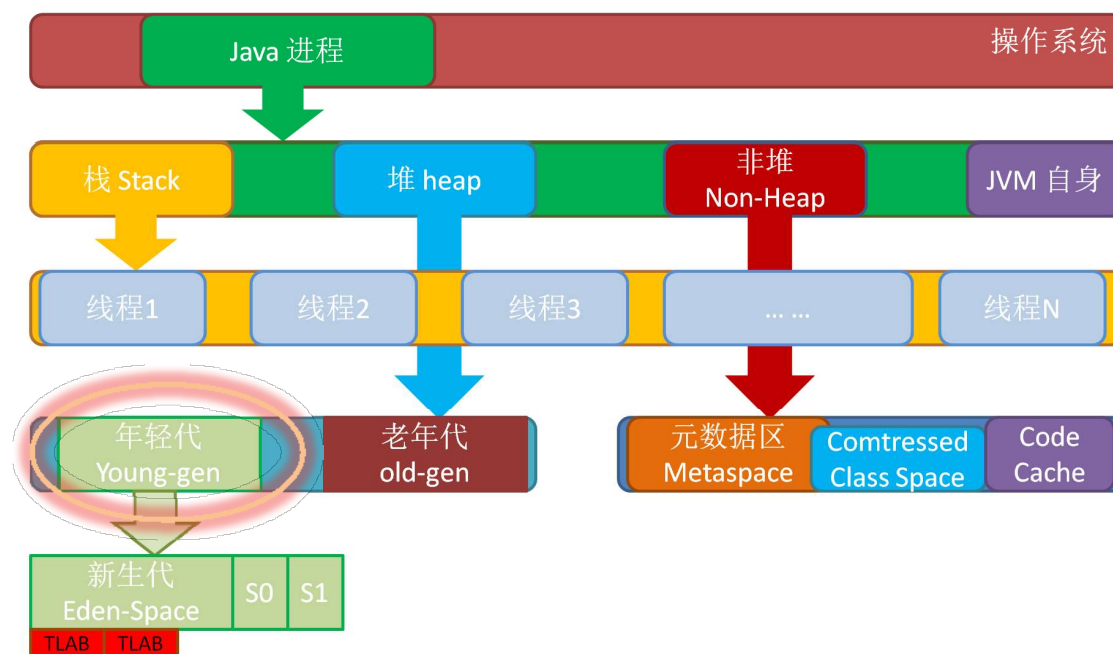 Java 进程
操作系统
栈 Stack
堆 heap
非堆
Non-Heap
JVM 自身
线程1
线程2
线程3
... ...
线程N
年轻代
Young-gen
老年代
old-gen
元数据区
Metaspace
Comtressed
Class Space
Code
Cache
新生代
Eden-Space
S0
S1
TLAB
TLAB